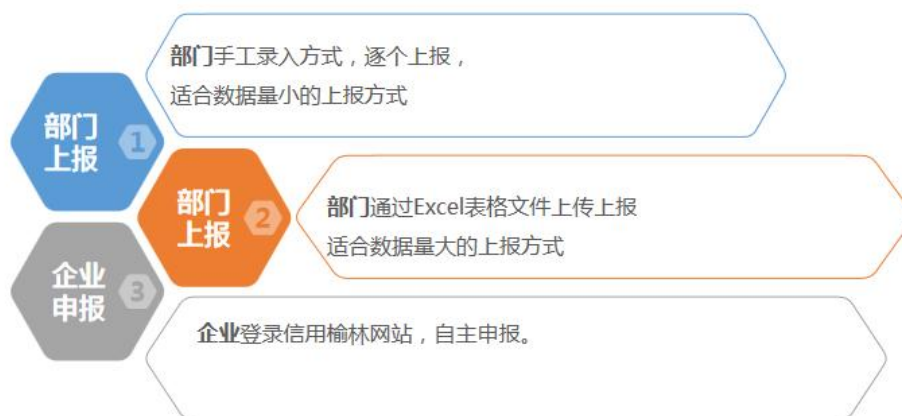 部门
上报
1
部门手工录入方式，逐个上报，
适合数据量小的上报方式
部门
上报
2
部门通过Excel表格文件上传上报
适合数据量大的上报方式
企业
申报
3
企业登录信用榆林网站，自主申报。